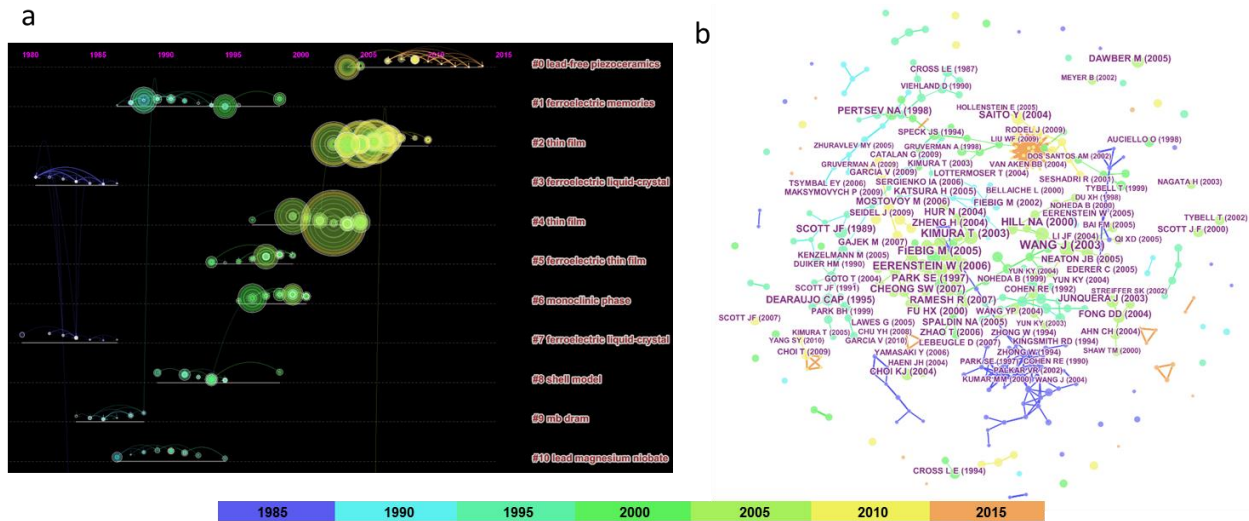 a
1980 1985 1990 1995 2000 2005 2010 2015
#0 lead-free piezoceramics
#1 ferroelectric memories
#2 thin film
#3 ferroelectric liquid-crystal
#4 thin film
#5 ferroelectric thin film
#6 monoclinic phase
#7 ferroelectric liquid-crystal
#8 shell model
#9 mb dram
#10 lead magnesium niobate
b
DAWBER M (2005)
CROSS LE (1987)
MEYER B (2002)
VIEHLAND D (1990)
HOLLENSTEIN E (2005)
PERTSEV NA (1998)
SAITO Y (2004)
SPECK JS (1994)
RODEL J (2009)
LIU WF (2009)
AUCIELLO O (1998)
ZHURAVLEV MY (2005)
GRUVERMAN A (1998)
CATALAN G (2009)
DOS SANTOS AM (2002)
GRUVERMAN A (2009)
KIMURA T (2003)
VAN AKEN BB (2004)
GARCIA V (2009)
LOTTERMOSER T (2004)
SESHADRI R (2001)
TSYMBAL EY (2006)
SERGIENKO IA (2006)
NAGATA H (2003)
MAKSYMOVYCH P (2009)
KATSURA H (2005)
BELLAICHE L (2000)
TYBELL T (1999)
DU XH (1998)
MOSTOVOY M (2006)
FIEBIG M (2002)
NOHEDA B (2000)
SEIDEL J (2009)
HUR N (2004)
EERENSTEIN W (2005)
TYBELL T (2002)
ZHENG H (2004)
HILL NA (2000)
BAI FM (2005)
SCOTT JF (1989)
KIMURA T (2003)
LI JF (2004)
SCOTT J F (2000)
GAJEK M (2007)
WANG J (2003)
QI XD (2005)
KENZELMANN M (2005)
FIEBIG M (2005)
NEATON JB (2005)
DUIKER HM (1990)
EERENSTEIN W (2006)
YUN KY (2004)
EDERER C (2005)
GOTO T (2004)
PARK SE (1997)
NOHEDA B (1999)
YUN KY (2004)
SCOTT JF (1991)
CHEONG SW (2007)
COHEN RE (1992)
STREIFFER SK (2002)
DEARAUJO CAP (1995)
RAMESH R (2007)
JUNQUERA J (2003)
PARK BH (1999)
FU HX (2000)
WANG YP (2004)
FONG DD (2004)
SCOTT JF (2007)
LAWES G (2005)
SPALDIN NA (2005)
YUN KY (2003)
KIMURA T (2005)
CHU YH (2008)
ZHAO T (2006)
ZHONG W (1994)
AHN CH (2004)
YANG SY (2010)
GARCIA V (2010)
LEBEUGLE D (2007)
KINGSMITH RD (1994)
CHOI T (2009)
YAMASAKI Y (2006)
ZHONG W (1994)
SHAW TM (2000)
HAENI JH (2004)
PARK SE (1997)
COHEN RE (1990)
CHOI KJ (2004)
PALKAR VR (2002)
KUMAR MM (2000)
WANG J (2004)
CROSS L E (1994)
1985 1990 1995 2000 2005 2010 2015